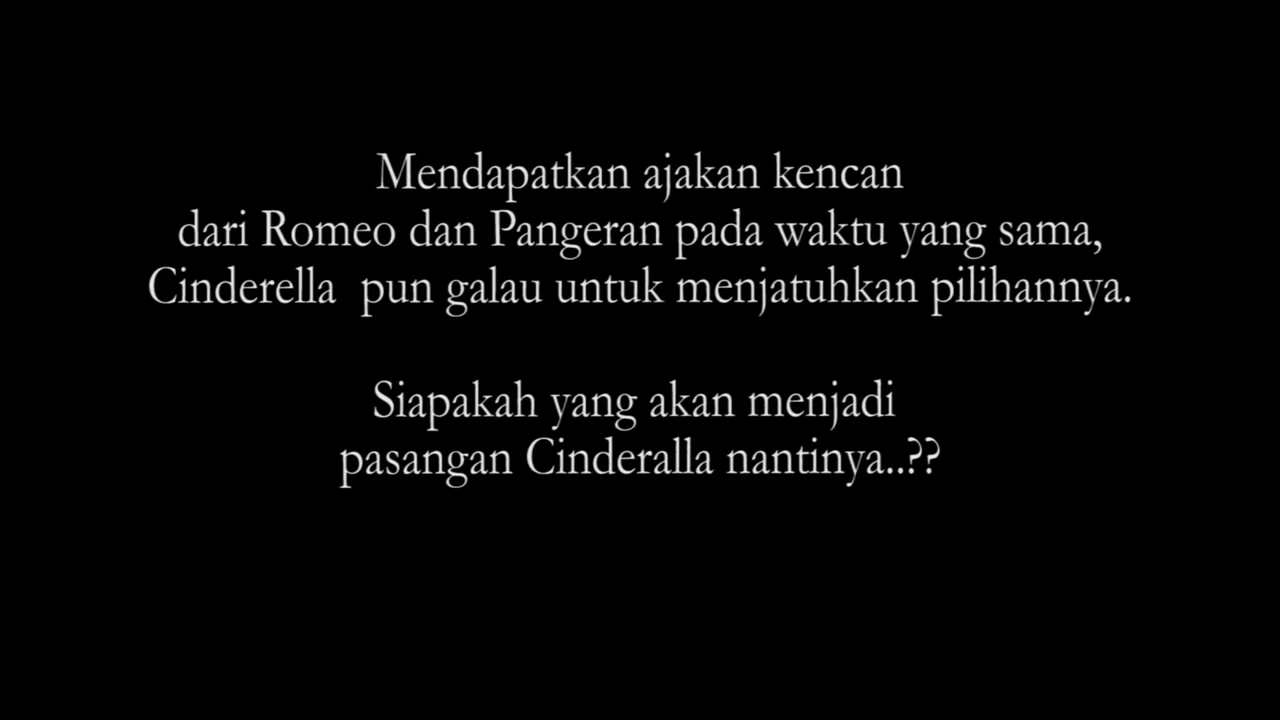 Mendapatkan ajakan kencan
dari Romeo dan Pangeran pada waktu yang sama,
Cinderella  pun galau untuk menjatuhkan pilihannya.
Siapakah yang akan menjadi
pasangan Cinderalla nantinya..??